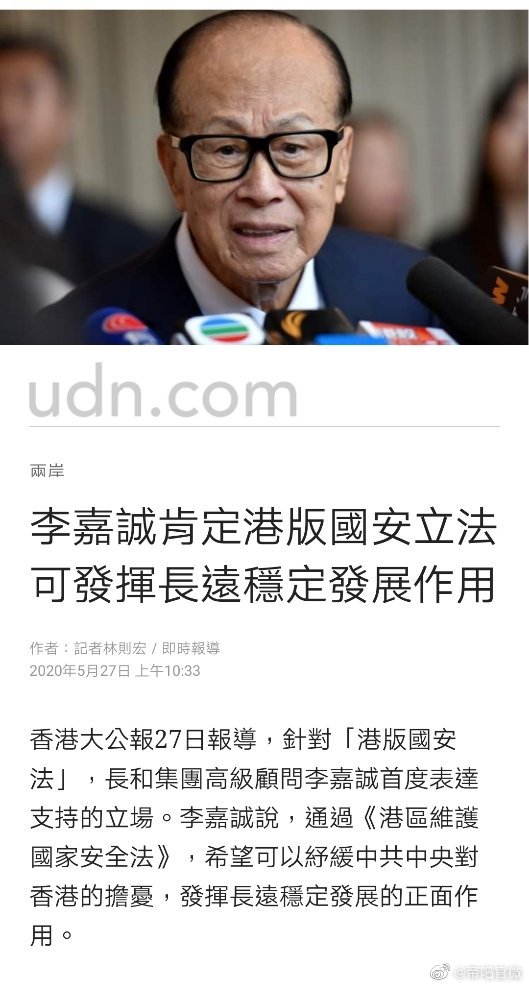 udn.com
兩岸
李嘉誠肯定港版國安立法
可發揮長遠穩定發展作用
作者：記者林則宏 / 即時報導
2020年5月27日 上午10:33
香港大公報27日報導，針對「港版國安
法」，長和集團高級顧問李嘉誠首度表達
支持的立場。李嘉誠說，通過《港區維護
國家安全法》，希望可以紓緩中共中央對
香港的擔憂，發揮長遠穩定發展的正面作
用。
@帝吧官微